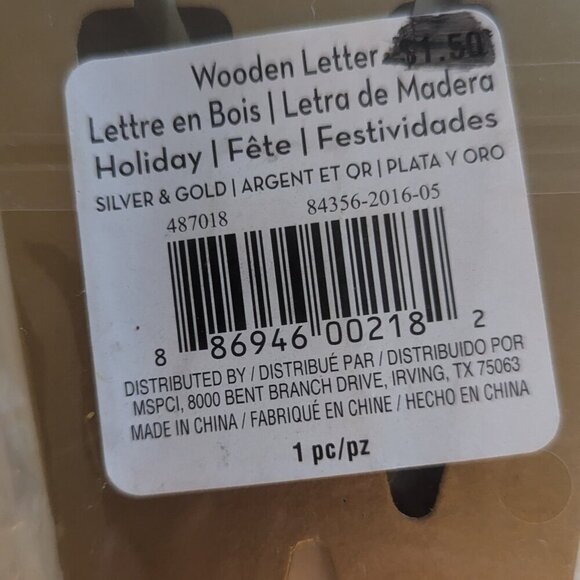 Wooden Letter $1.50
Lettre en Bois | Letra de Madera
Holiday | Fête | Festividades
SILVER & GOLD | ARGENT ET OR | PLATA Y ORO
487018 84356-2016-05
8 86946 00218 2
DISTRIBUTED BY / DISTRIBUÉ PAR / DISTRIBUIDO POR
MSPCI, 8000 BENT BRANCH DRIVE, IRVING, TX 75063
MADE IN CHINA / FABRIQUÉ EN CHINE / HECHO EN CHINA
1 pc/pz